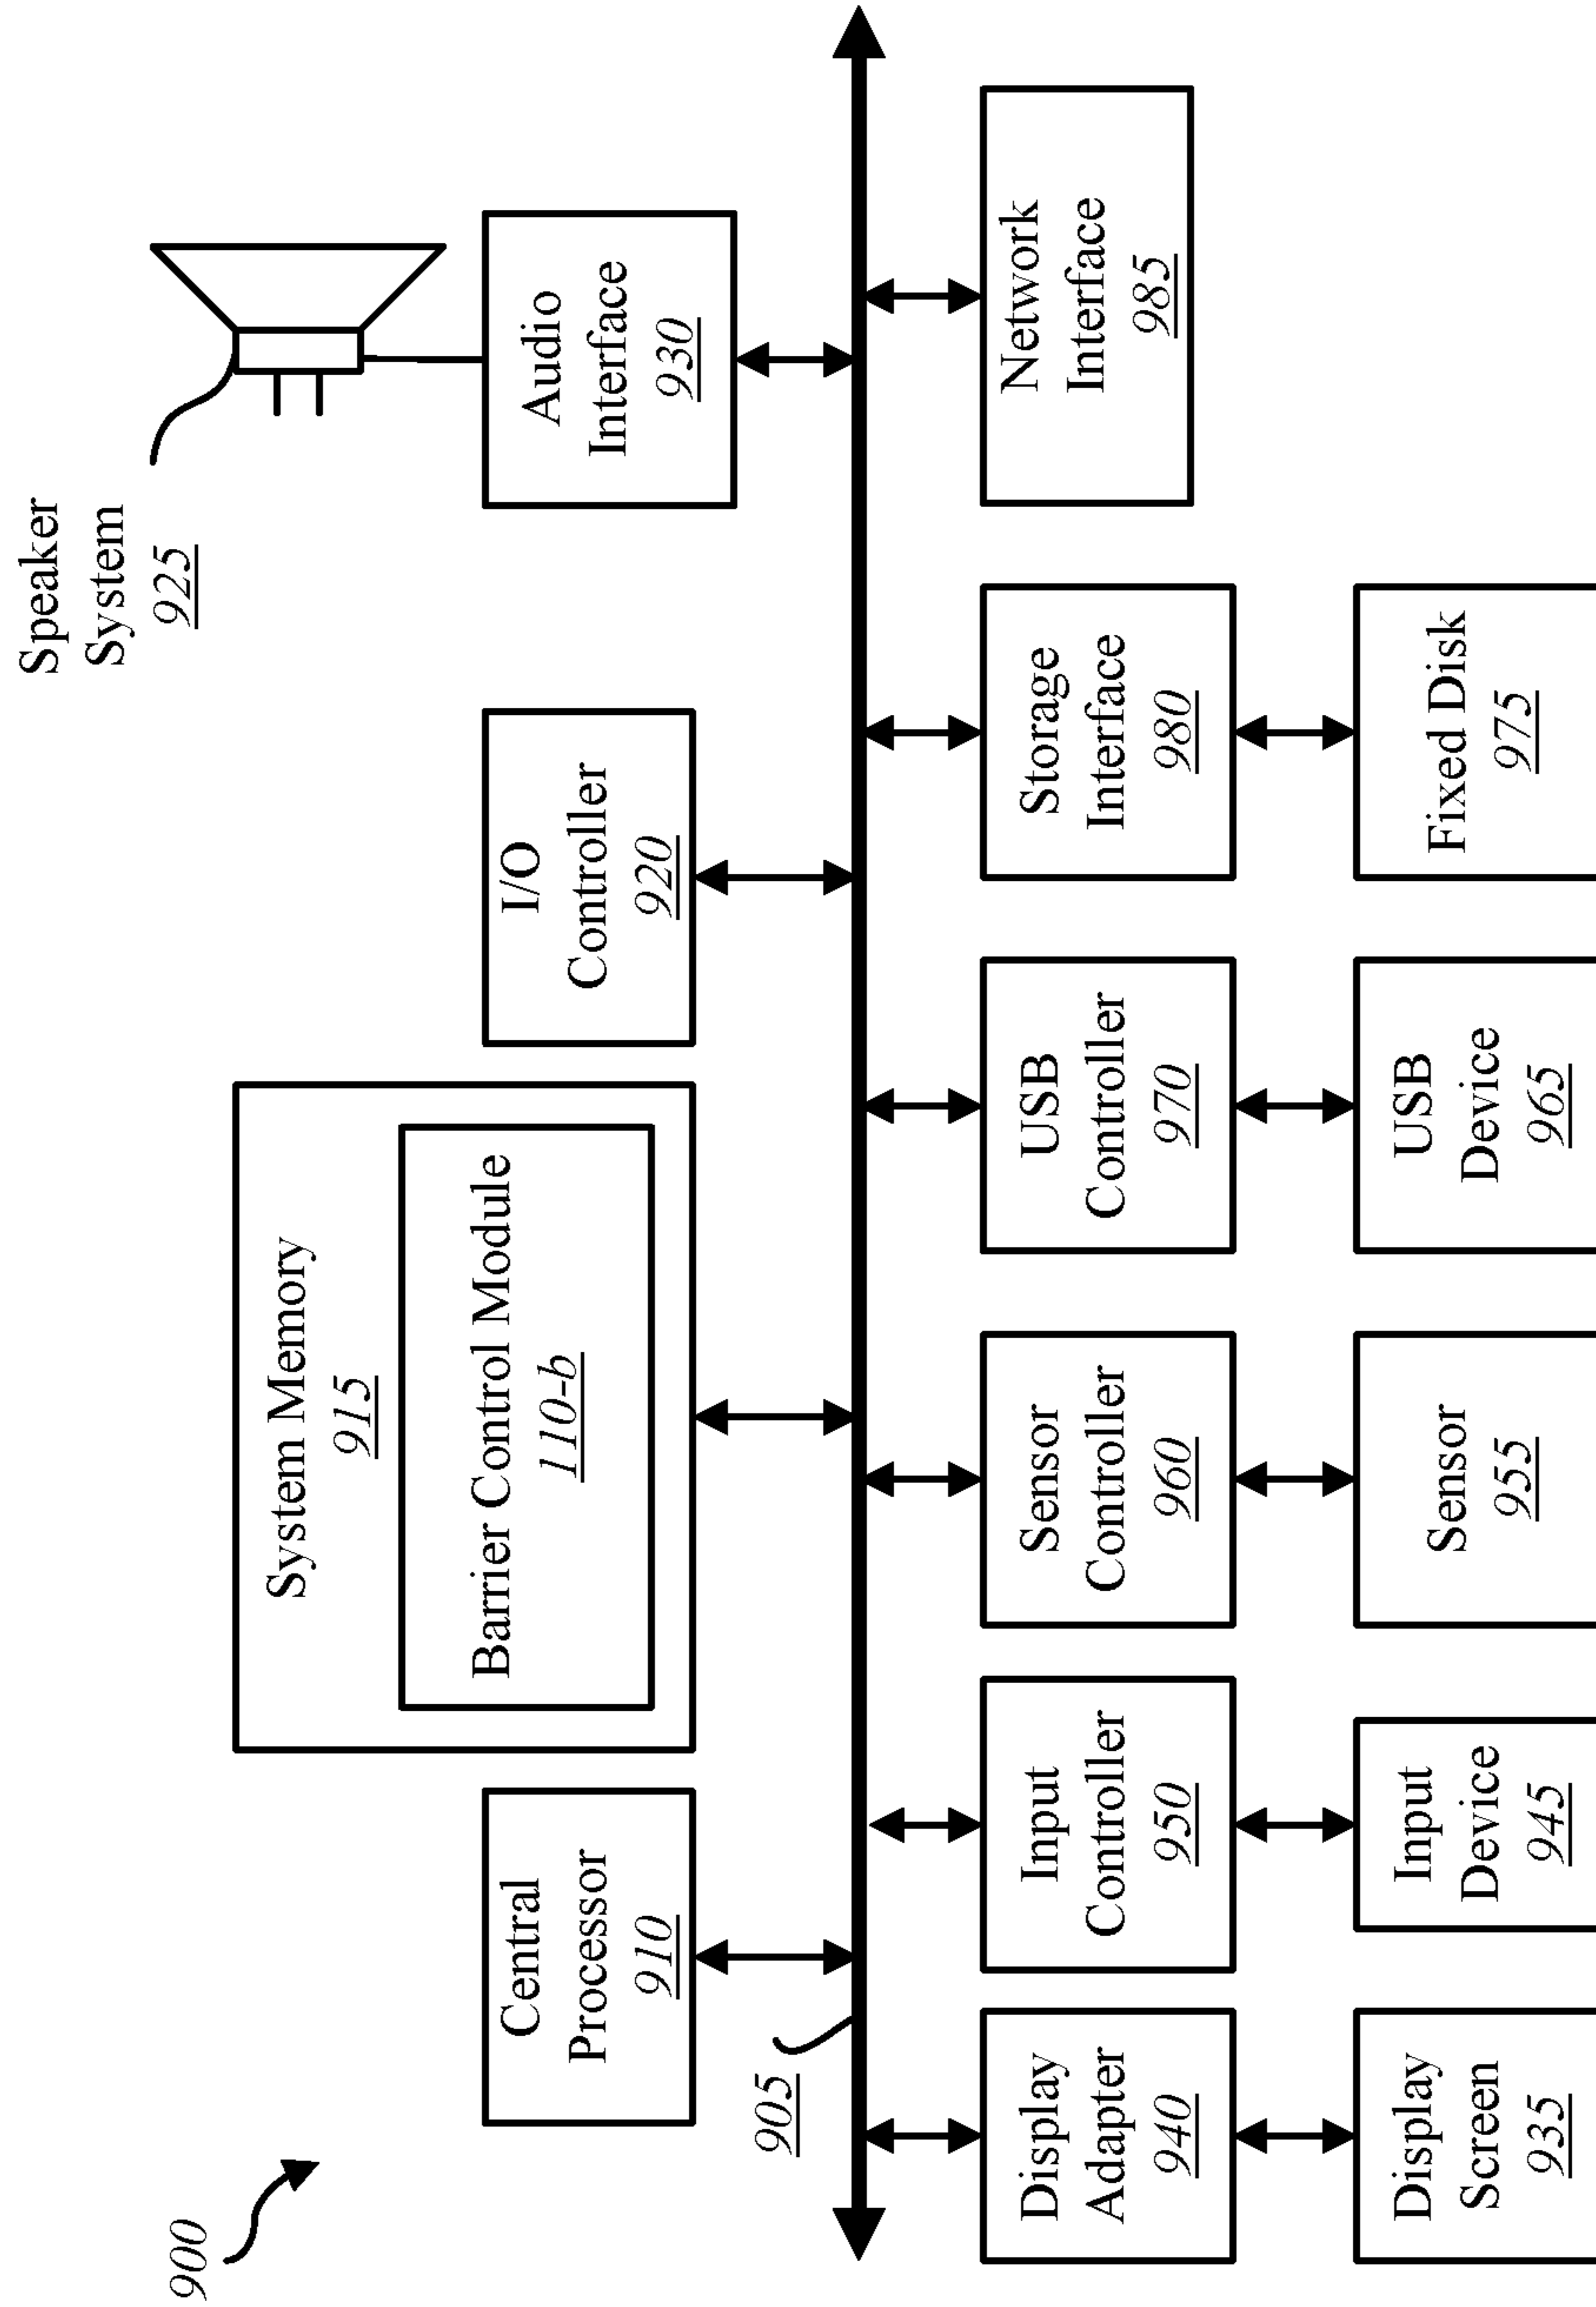 900
Speaker
System
925
System Memory
915
Barrier Control Module
110-b
Central
Processor
910
I/O
Controller
920
Audio
Interface
930
905
Display
Adapter
940
Input
Controller
950
Sensor
Controller
960
USB
Controller
970
Storage
Interface
980
Network
Interface
985
Display
Screen
935
Input
Device
945
Sensor
955
USB
Device
965
Fixed Disk
975